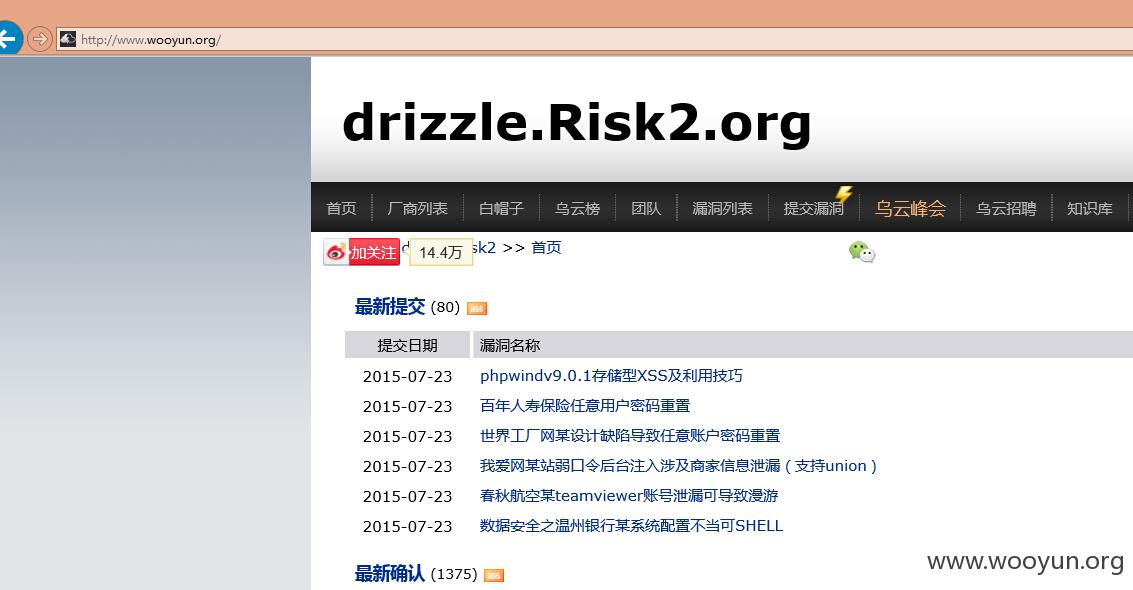 http://www.wooyun.org/
drizzle.Risk2.org
首页 厂商列表 白帽子 乌云榜 团队 漏洞列表 提交漏洞 乌云峰会 乌云招聘 知识库
加关注 14.4万 sk2 >> 首页
最新提交 (80) RSS
提交日期 漏洞名称
2015-07-23 phpwindv9.0.1存储型XSS及利用技巧
2015-07-23 百年人寿保险任意用户密码重置
2015-07-23 世界工厂网某设计缺陷导致任意账户密码重置
2015-07-23 我爱网某站弱口令后台注入涉及商家信息泄漏（支持union）
2015-07-23 春秋航空某teamviewer账号泄漏可导致漫游
2015-07-23 数据安全之温州银行某系统配置不当可SHELL
最新确认 (1375) RSS
www.wooyun.org